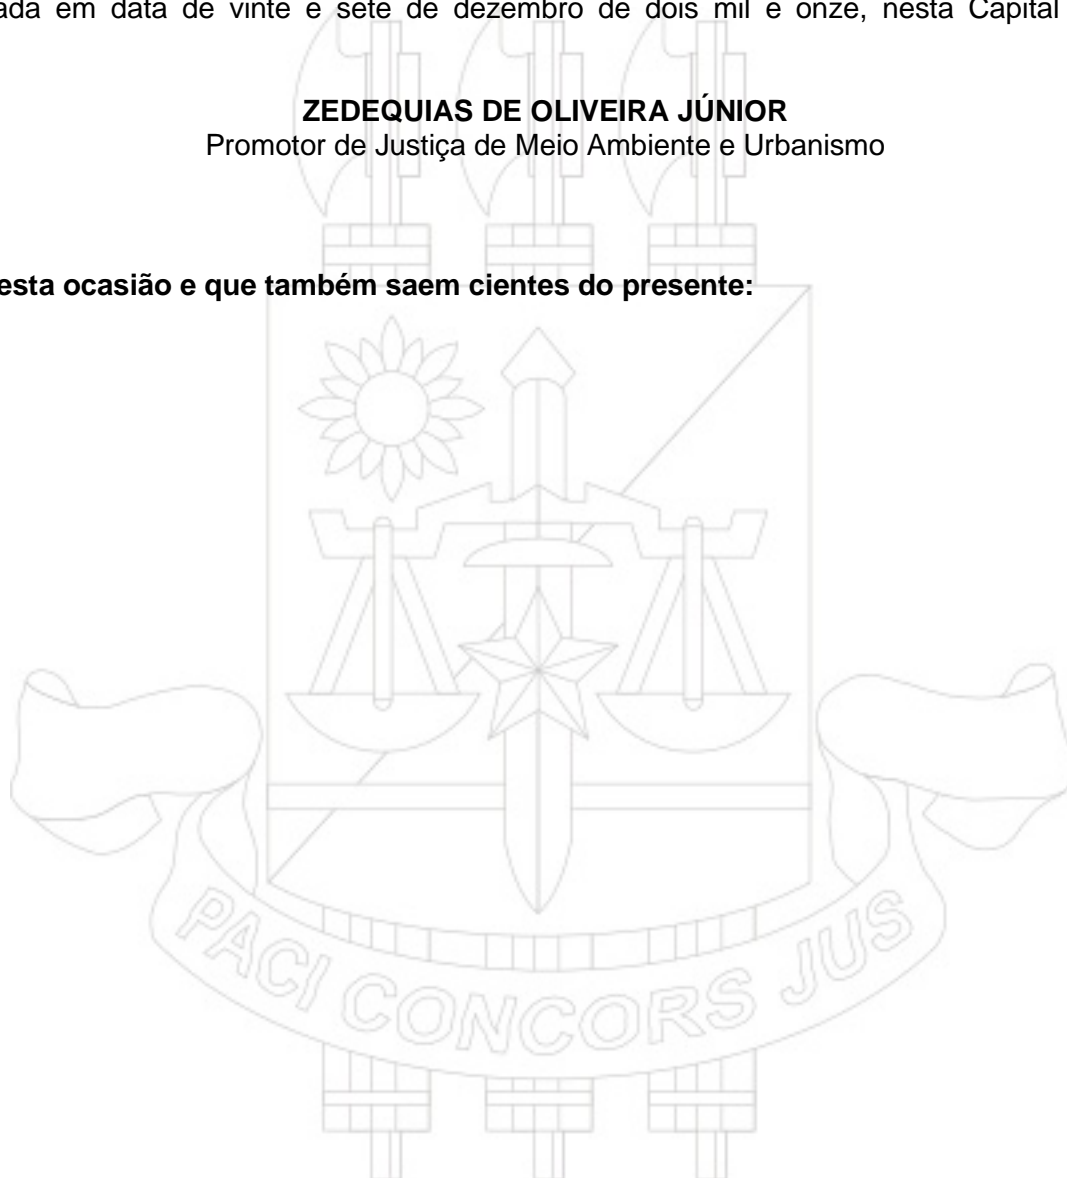 ada em data de vinte e sete de dezembro de dois mil e onze, nesta Capital
ZEDEQUIAS DE OLIVEIRA JÚNIOR
Promotor de Justiça de Meio Ambiente e Urbanismo
esta ocasião e que também saem cientes do presente:
PACI CONCORS JUS